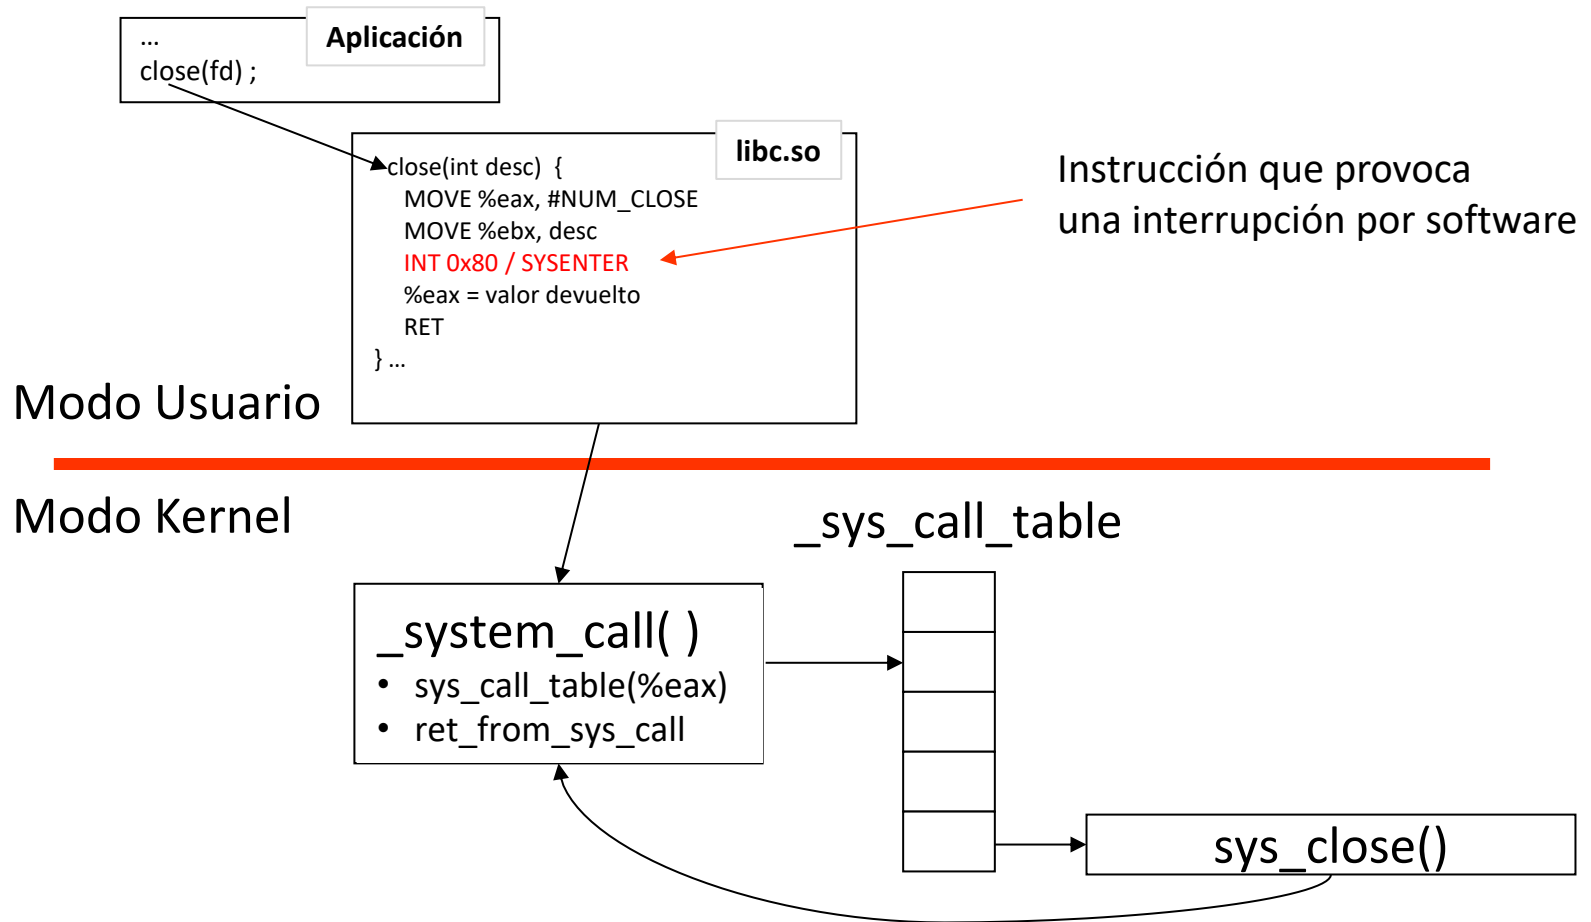 ...
Aplicación
close(fd) ;
libc.so
close(int desc) {
MOVE %eax, #NUM_CLOSE
MOVE %ebx, desc
INT 0x80 / SYSENTER
%eax = valor devuelto
RET
} ...
Instrucción que provoca
una interrupción por software
Modo Usuario
Modo Kernel
_sys_call_table
_system_call( )
• sys_call_table(%eax)
• ret_from_sys_call
sys_close()